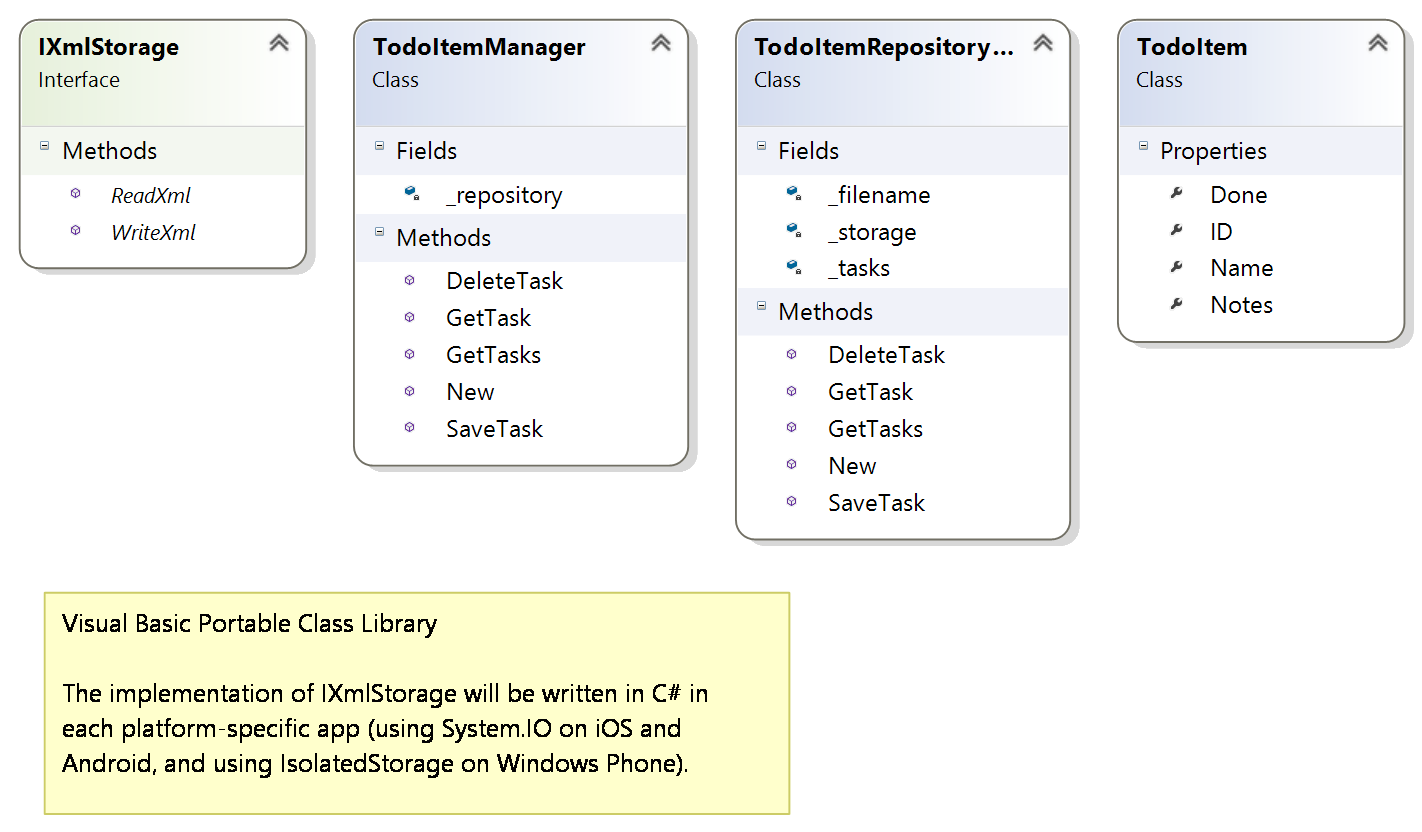 IXmlStorage
Interface
Methods
ReadXml
WriteXml
TodoItemManager
Class
Fields
_repository
Methods
DeleteTask
GetTask
GetTasks
New
SaveTask
TodoItemRepository...
Class
Fields
_filename
_storage
_tasks
Methods
DeleteTask
GetTask
GetTasks
New
SaveTask
TodoItem
Class
Properties
Done
ID
Name
Notes
Visual Basic Portable Class Library
The implementation of IXmlStorage will be written in C# in
each platform-specific app (using System.IO on iOS and
Android, and using IsolatedStorage on Windows Phone).